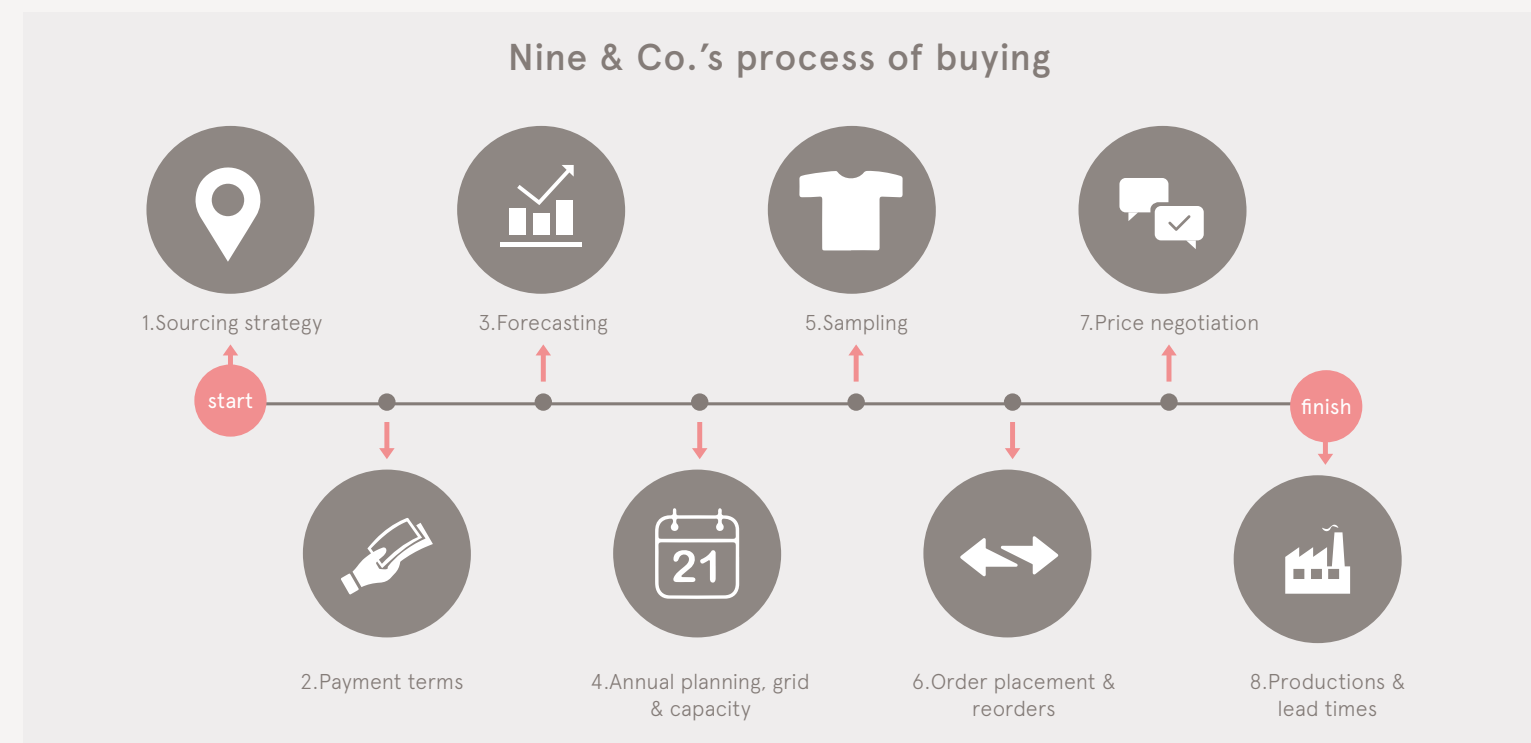 Nine & Co.’s process of buying
1.Sourcing strategy
3.Forecasting
5.Sampling
7.Price negotiation
start
finish
21
2.Payment terms
4.Annual planning, grid
& capacity
6.Order placement &
reorders
8.Productions &
lead times